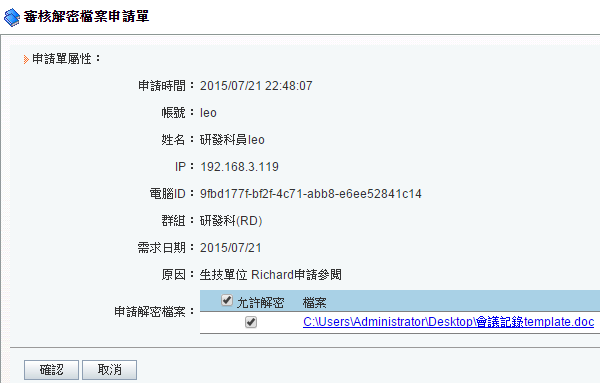 審核解密檔案申請單
申請單屬性：
申請時間：2015/07/21 22:48:07
帳號：leo
姓名：研發科員leo
IP：192.168.3.119
電腦ID：9fbd177f-bf2f-4c71-abb8-e6ee52841c14
群組：研發科(RD)
需求日期：2015/07/21
原因：生技單位 Richard申請參閱
允許解密 檔案
申請解密檔案：
C:\Users\Administrator\Desktop\會議記錄template.doc
確認 取消